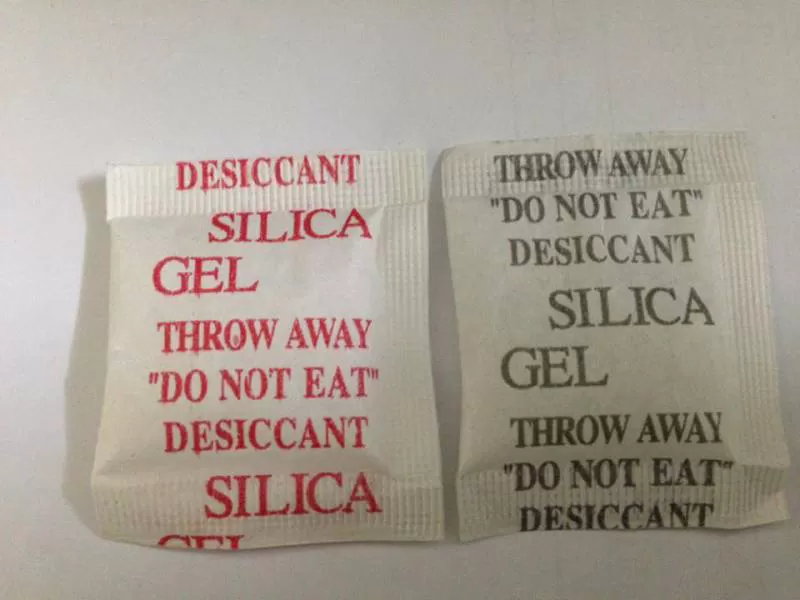 DESICCANT
SILICA
GEL
THROW AWAY
"DO NOT EAT"
DESICCANT
SILICA
GEL
THROW AWAY
"DO NOT EAT"
DESICCANT
SILICA
GEL
THROW AWAY
"DO NOT EAT"
DESICCANT